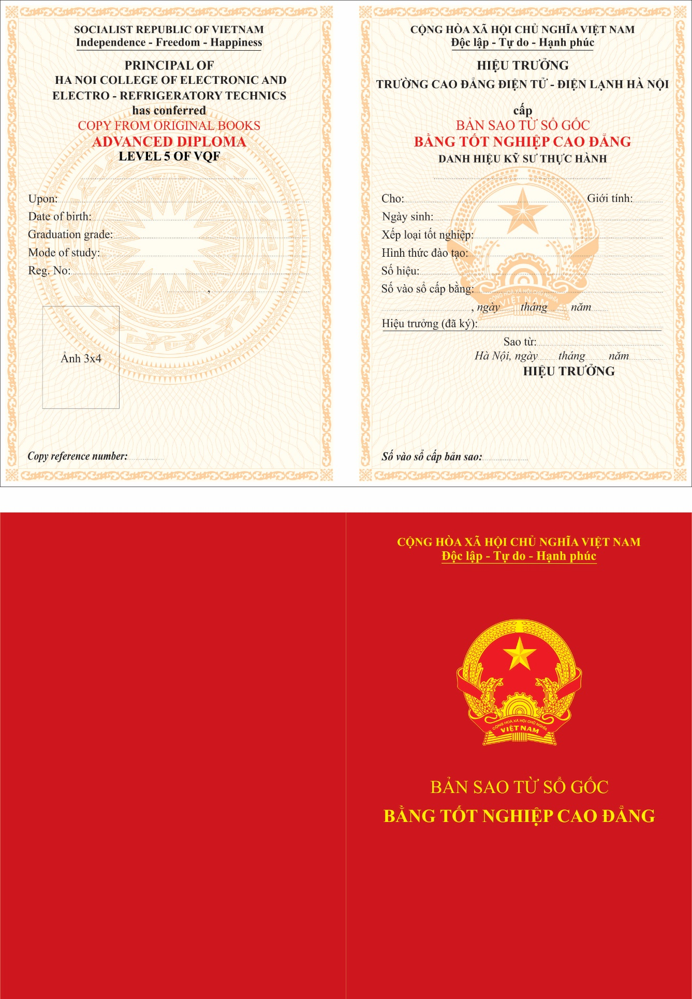 SOCIALIST REPUBLIC OF VIETNAM
Independence - Freedom - Happiness
PRINCIPAL OF
HA NOI COLLEGE OF ELECTRONIC AND
ELECTRO - REFRIGERATORY TECHNICS
has conferred
COPY FROM ORIGINAL BOOKS
ADVANCED DIPLOMA
LEVEL 5 OF VQF
Upon:
Date of birth:
Graduation grade:
Mode of study:
Reg. No:
,
Ảnh 3x4
Copy reference number:
CỘNG HÒA XÃ HỘI CHỦ NGHĨA VIỆT NAM
Độc lập - Tự do - Hạnh phúc
HIỆU TRƯỞNG
TRƯỜNG CAO ĐẲNG ĐIỆN TỬ - ĐIỆN LẠNH HÀ NỘI
cấp
BẢN SAO TỪ SỔ GỐC
BẰNG TỐT NGHIỆP CAO ĐẲNG
DANH HIỆU KỸ SƯ THỰC HÀNH
Cho: Giới tính:
Ngày sinh:
Xếp loại tốt nghiệp:
Hình thức đào tạo:
Số hiệu:
Số vào sổ cấp bằng:
CỘNG HOÀ XÃ HỘI CHỦ NGHĨA
VIỆT NAM
, ngày tháng năm
Hiệu trưởng (đã ký):
Sao từ:
Hà Nội, ngày tháng năm
HIỆU TRƯỞNG
Số vào sổ cấp bản sao:
CỘNG HÒA XÃ HỘI CHỦ NGHĨA VIỆT NAM
Độc lập - Tự do - Hạnh phúc
CỘNG HOÀ XÃ HỘI CHỦ NGHĨA
VIỆT NAM
BẢN SAO TỪ SỔ GỐC
BẰNG TỐT NGHIỆP CAO ĐẲNG